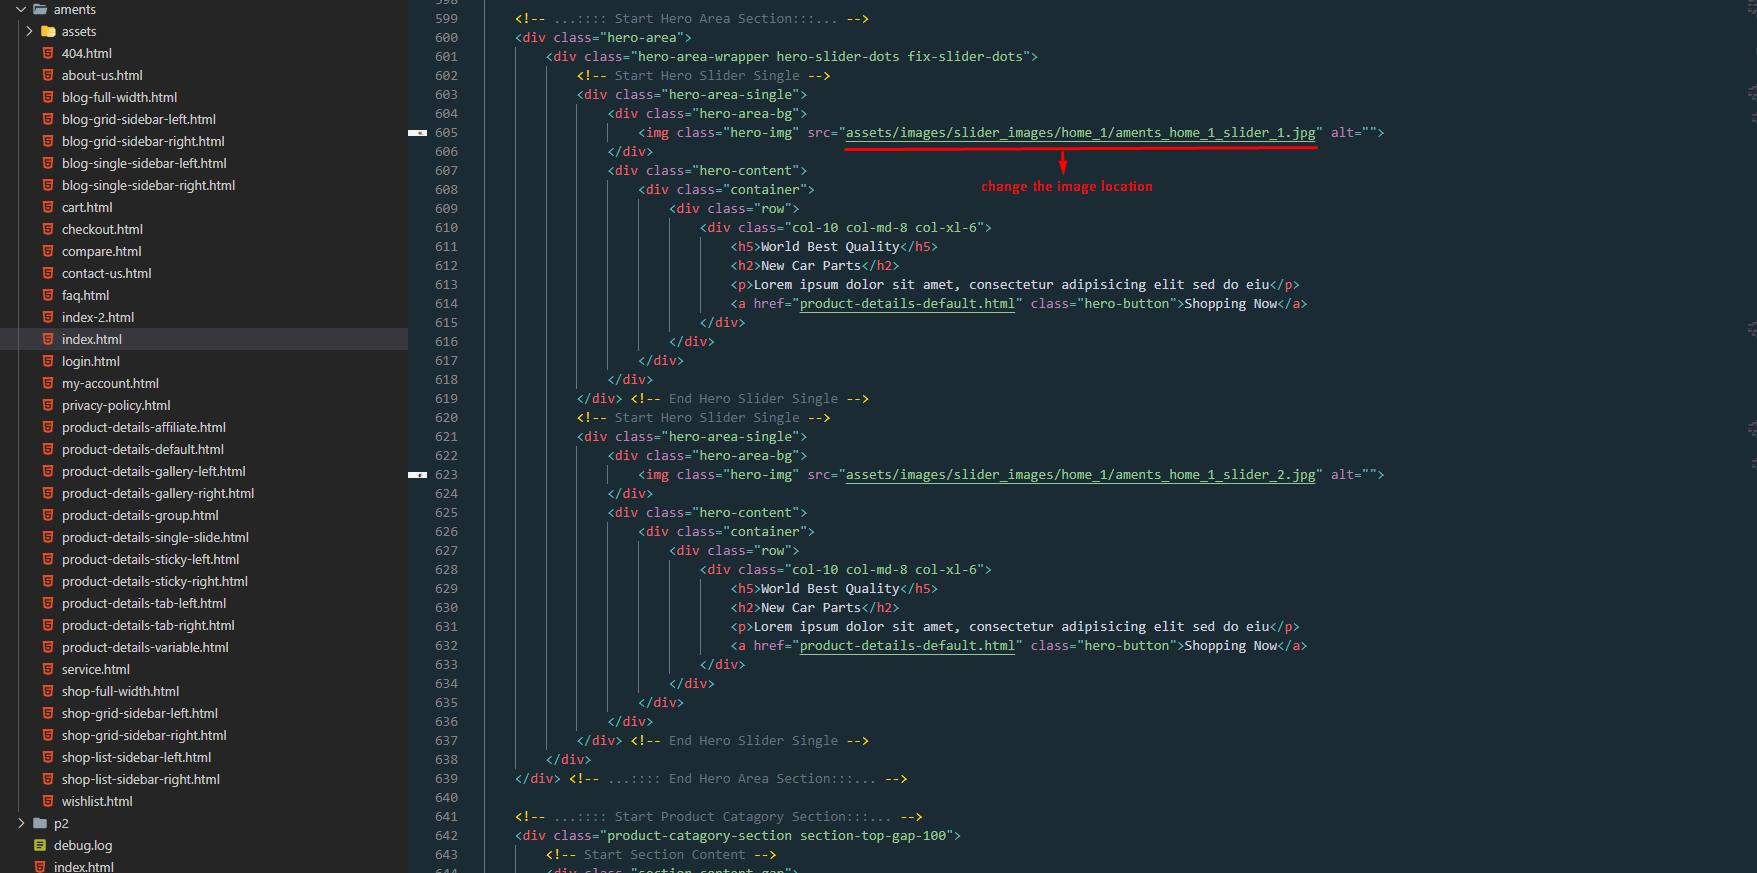 aments
assets
404.html
about-us.html
blog-full-width.html
blog-grid-sidebar-left.html
blog-grid-sidebar-right.html
blog-single-sidebar-left.html
blog-single-sidebar-right.html
cart.html
checkout.html
compare.html
contact-us.html
faq.html
index-2.html
index.html
login.html
my-account.html
privacy-policy.html
product-details-affiliate.html
product-details-default.html
product-details-gallery-left.html
product-details-gallery-right.html
product-details-group.html
product-details-single-slide.html
product-details-sticky-left.html
product-details-sticky-right.html
product-details-tab-left.html
product-details-tab-right.html
product-details-variable.html
service.html
shop-full-width.html
shop-grid-sidebar-left.html
shop-grid-sidebar-right.html
shop-list-sidebar-left.html
shop-list-sidebar-right.html
wishlist.html
p2
debug.log
index.html
598
599 <!-- ...:::: Start Hero Area Section:::... -->
600 <div class="hero-area">
601 <div class="hero-area-wrapper hero-slider-dots fix-slider-dots">
602 <!-- Start Hero Slider Single -->
603 <div class="hero-area-single">
604 <div class="hero-area-bg">
605 <img class="hero-img" src="assets/images/slider_images/home_1/aments_home_1_slider_1.jpg" alt="">
606 </div>
607 <div class="hero-content">
change the image location
608 <div class="container">
609 <div class="row">
610 <div class="col-10 col-md-8 col-xl-6">
611 <h5>World Best Quality</h5>
612 <h2>New Car Parts</h2>
613 <p>Lorem ipsum dolor sit amet, consectetur adipisicing elit sed do eiu</p>
614 <a href="product-details-default.html" class="hero-button">Shopping Now</a>
615 </div>
616 </div>
617 </div>
618 </div>
619 </div> <!-- End Hero Slider Single -->
620 <!-- Start Hero Slider Single -->
621 <div class="hero-area-single">
622 <div class="hero-area-bg">
623 <img class="hero-img" src="assets/images/slider_images/home_1/aments_home_1_slider_2.jpg" alt="">
624 </div>
625 <div class="hero-content">
626 <div class="container">
627 <div class="row">
628 <div class="col-10 col-md-8 col-xl-6">
629 <h5>World Best Quality</h5>
630 <h2>New Car Parts</h2>
631 <p>Lorem ipsum dolor sit amet, consectetur adipisicing elit sed do eiu</p>
632 <a href="product-details-default.html" class="hero-button">Shopping Now</a>
633 </div>
634 </div>
635 </div>
636 </div>
637 </div> <!-- End Hero Slider Single -->
638 </div>
639 </div> <!-- ...:::: End Hero Area Section:::... -->
640
641 <!-- ...:::: Start Product Catagory Section:::... -->
642 <div class="product-catagory-section section-top-gap-100">
643 <!-- Start Section Content -->
644 <div class="section-content-gap">